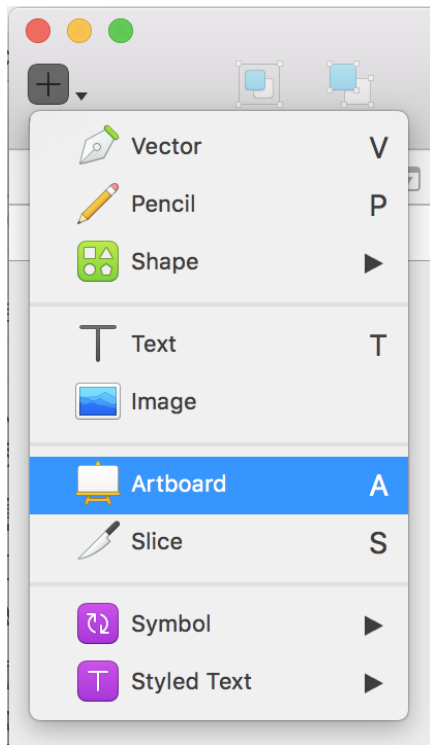 Vector V
Pencil P
Shape ▶
Text T
Image
Artboard A
Slice S
Symbol ▶
Styled Text ▶